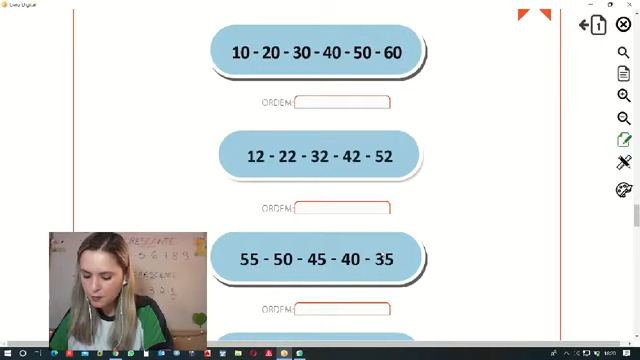 Livro Digital
1
10 - 20 - 30 - 40 - 50 - 60
ORDEM:
12 - 22 - 32 - 42 - 52
ORDEM:
55 - 50 - 45 - 40 - 35
ORDEM: